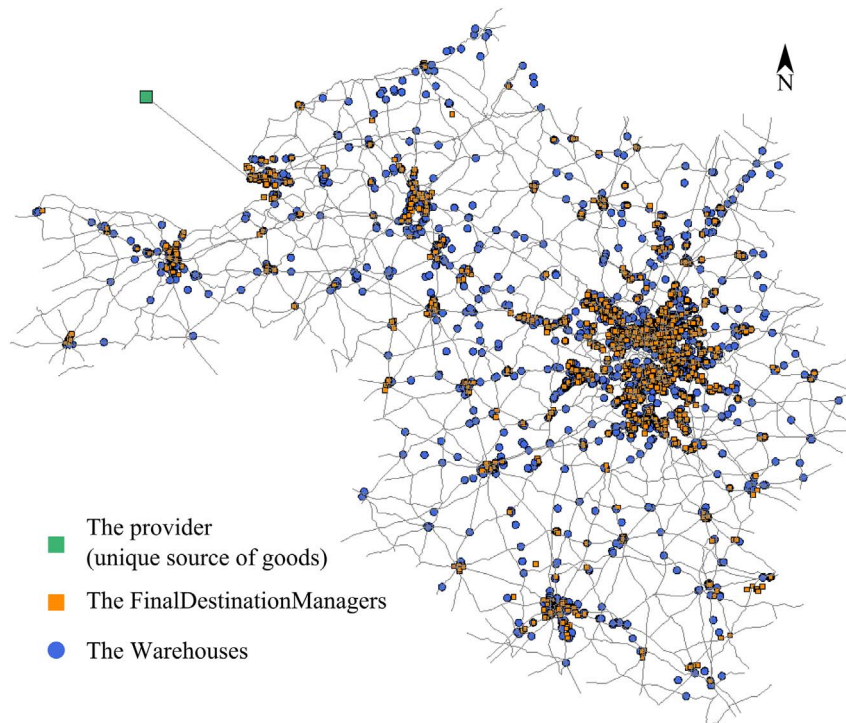 N
The provider
(unique source of goods)
The FinalDestinationManagers
The Warehouses